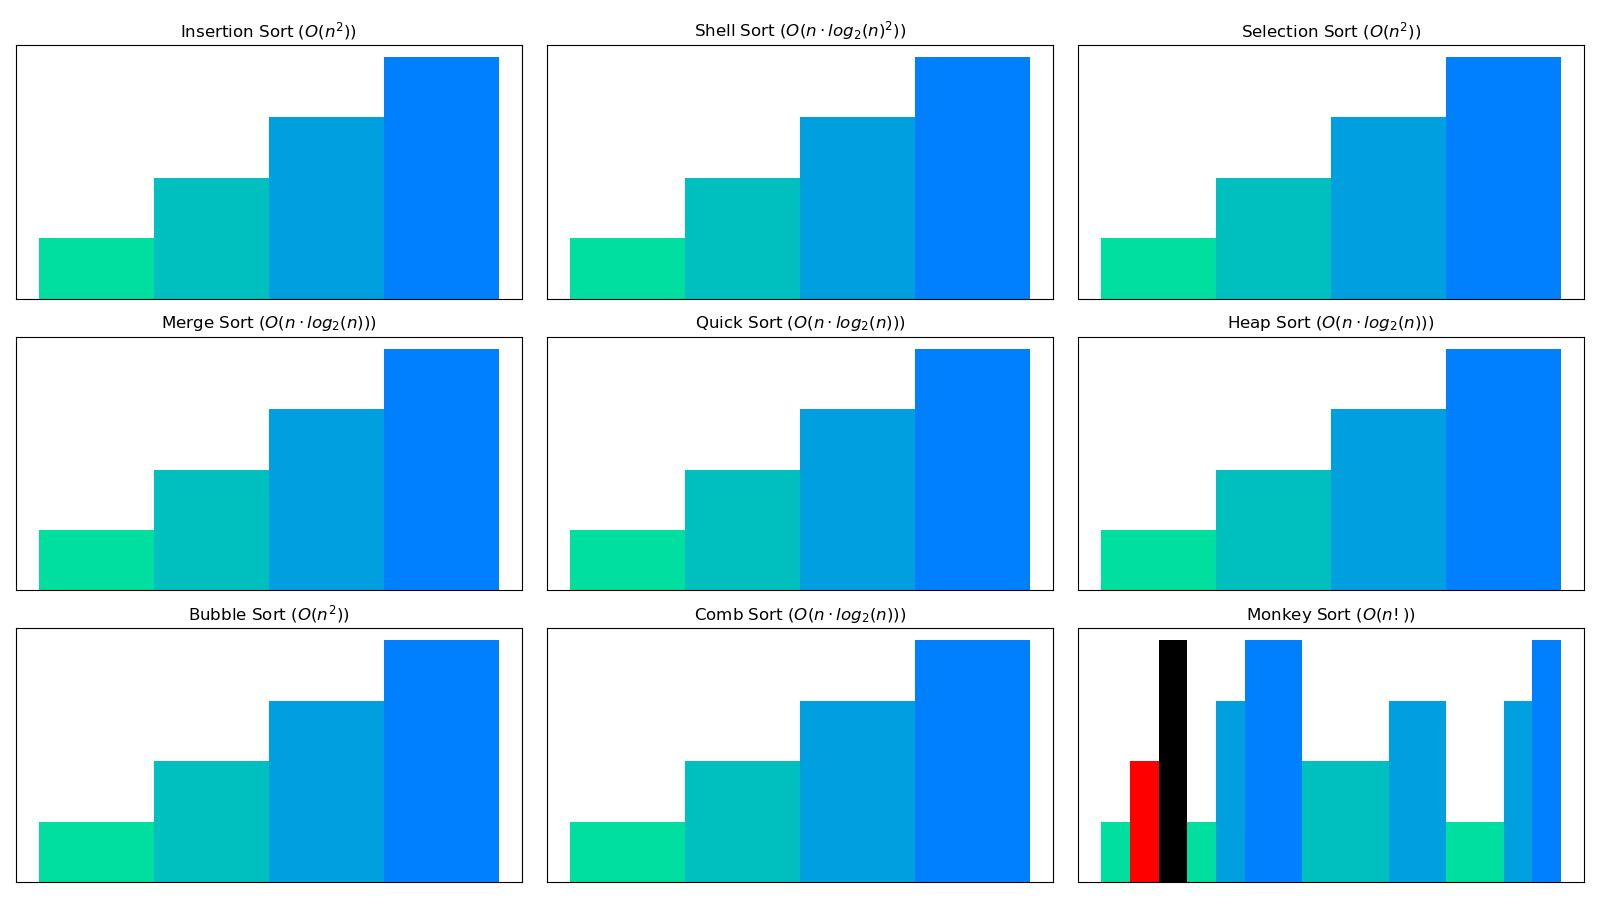 Insertion Sort (O(n²))
Shell Sort (O(n · log₂(n)²))
Selection Sort (O(n²))
Merge Sort (O(n · log₂(n)))
Quick Sort (O(n · log₂(n)))
Heap Sort (O(n · log₂(n)))
Bubble Sort (O(n²))
Comb Sort (O(n · log₂(n)))
Monkey Sort (O(n! ))